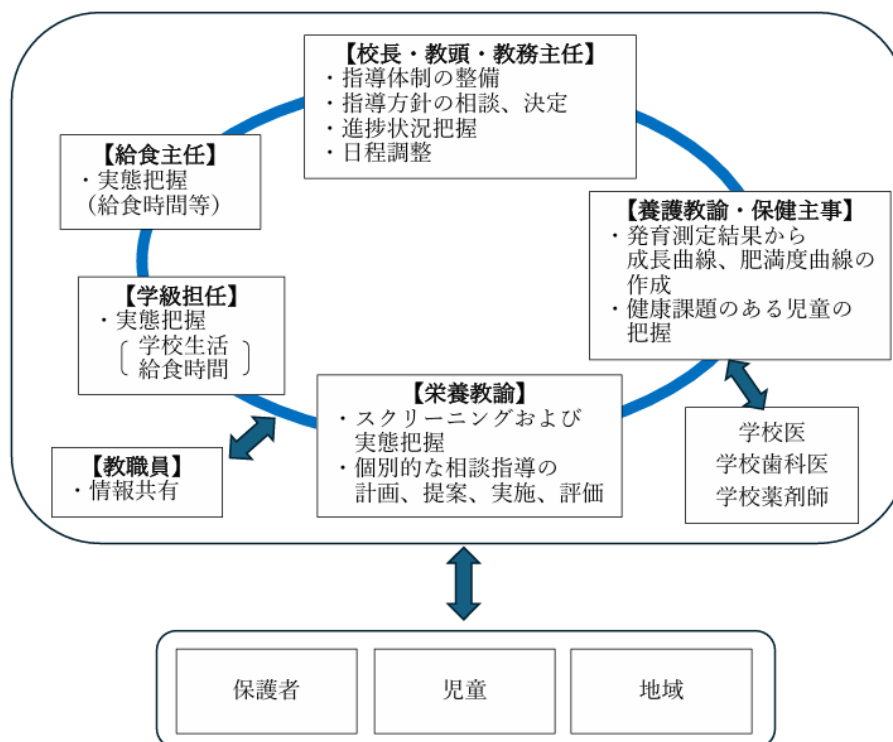 【校長・教頭・教務主任】
・指導体制の整備
・指導方針の相談、決定
・進捗状況把握
・日程調整
【給食主任】
・実態把握
（給食時間等）
【養護教諭・保健主事】
・発育測定結果から
成長曲線、肥満度曲線の
作成
・健康課題のある児童の
把握
【学級担任】
・実態把握
学校生活
給食時間
【栄養教諭】
・スクリーニングおよび
実態把握
・個別的な相談指導の
計画、提案、実施、評価
【教職員】
・情報共有
学校医
学校歯科医
学校薬剤師
保護者
児童
地域